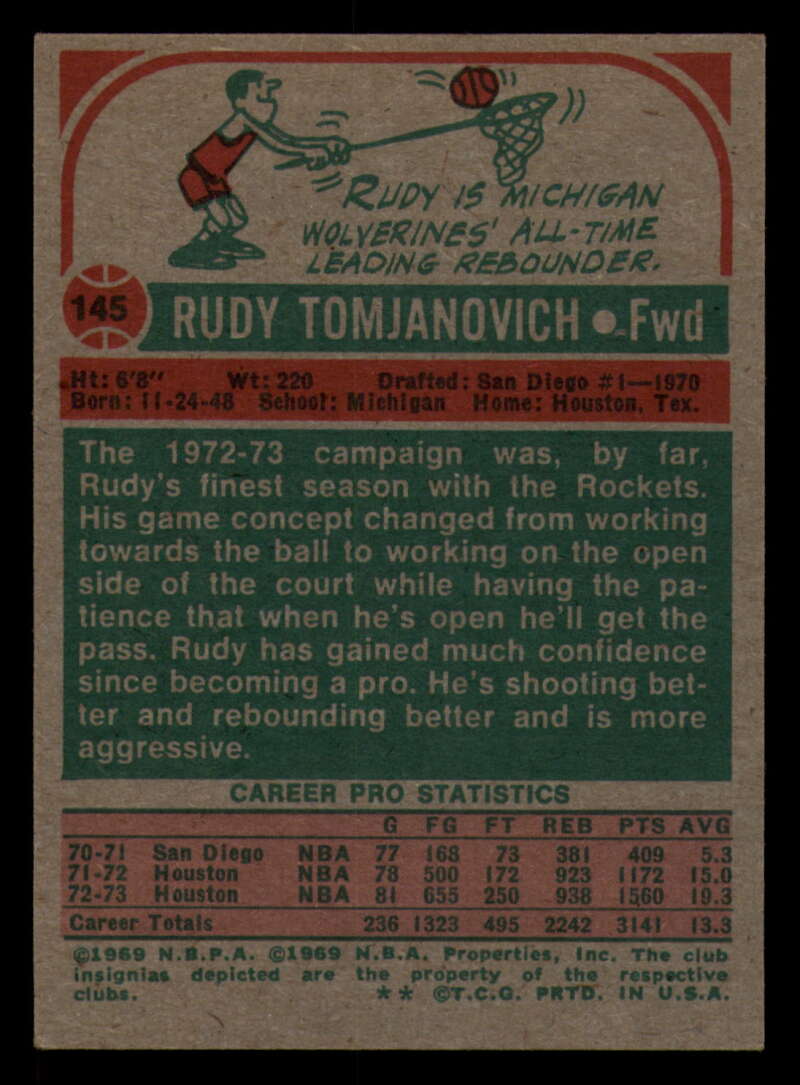 RUDY IS MICHIGAN
WOLVERINES' ALL-TIME
LEADING REBOUNDER.
145 RUDY TOMJANOVICH • Fwd
Ht: 6'8" Wt: 220 Drafted: San Diego #1—1970
Born: 11-24-48 School: Michigan Home: Houston, Tex.
The 1972-73 campaign was, by far,
Rudy's finest season with the Rockets.
His game concept changed from working
towards the ball to working on the open
side of the court while having the pa-
tience that when he's open he'll get the
pass. Rudy has gained much confidence
since becoming a pro. He's shooting bet-
ter and rebounding better and is more
aggressive.
CAREER PRO STATISTICS
G FG FT REB PTS AVG
70-71 San Diego NBA 77 168 73 381 409 5.3
71-72 Houston NBA 78 500 172 923 1172 15.0
72-73 Houston NBA 81 655 250 938 1560 19.3
Career Totals 236 1323 495 2242 3141 13.3
©1969 N.B.P.A. ©1969 N.B.A. Properties, Inc. The club
insignias depicted are the property of the respective
clubs. ** ©T.C.G. PRTD. IN U.S.A.